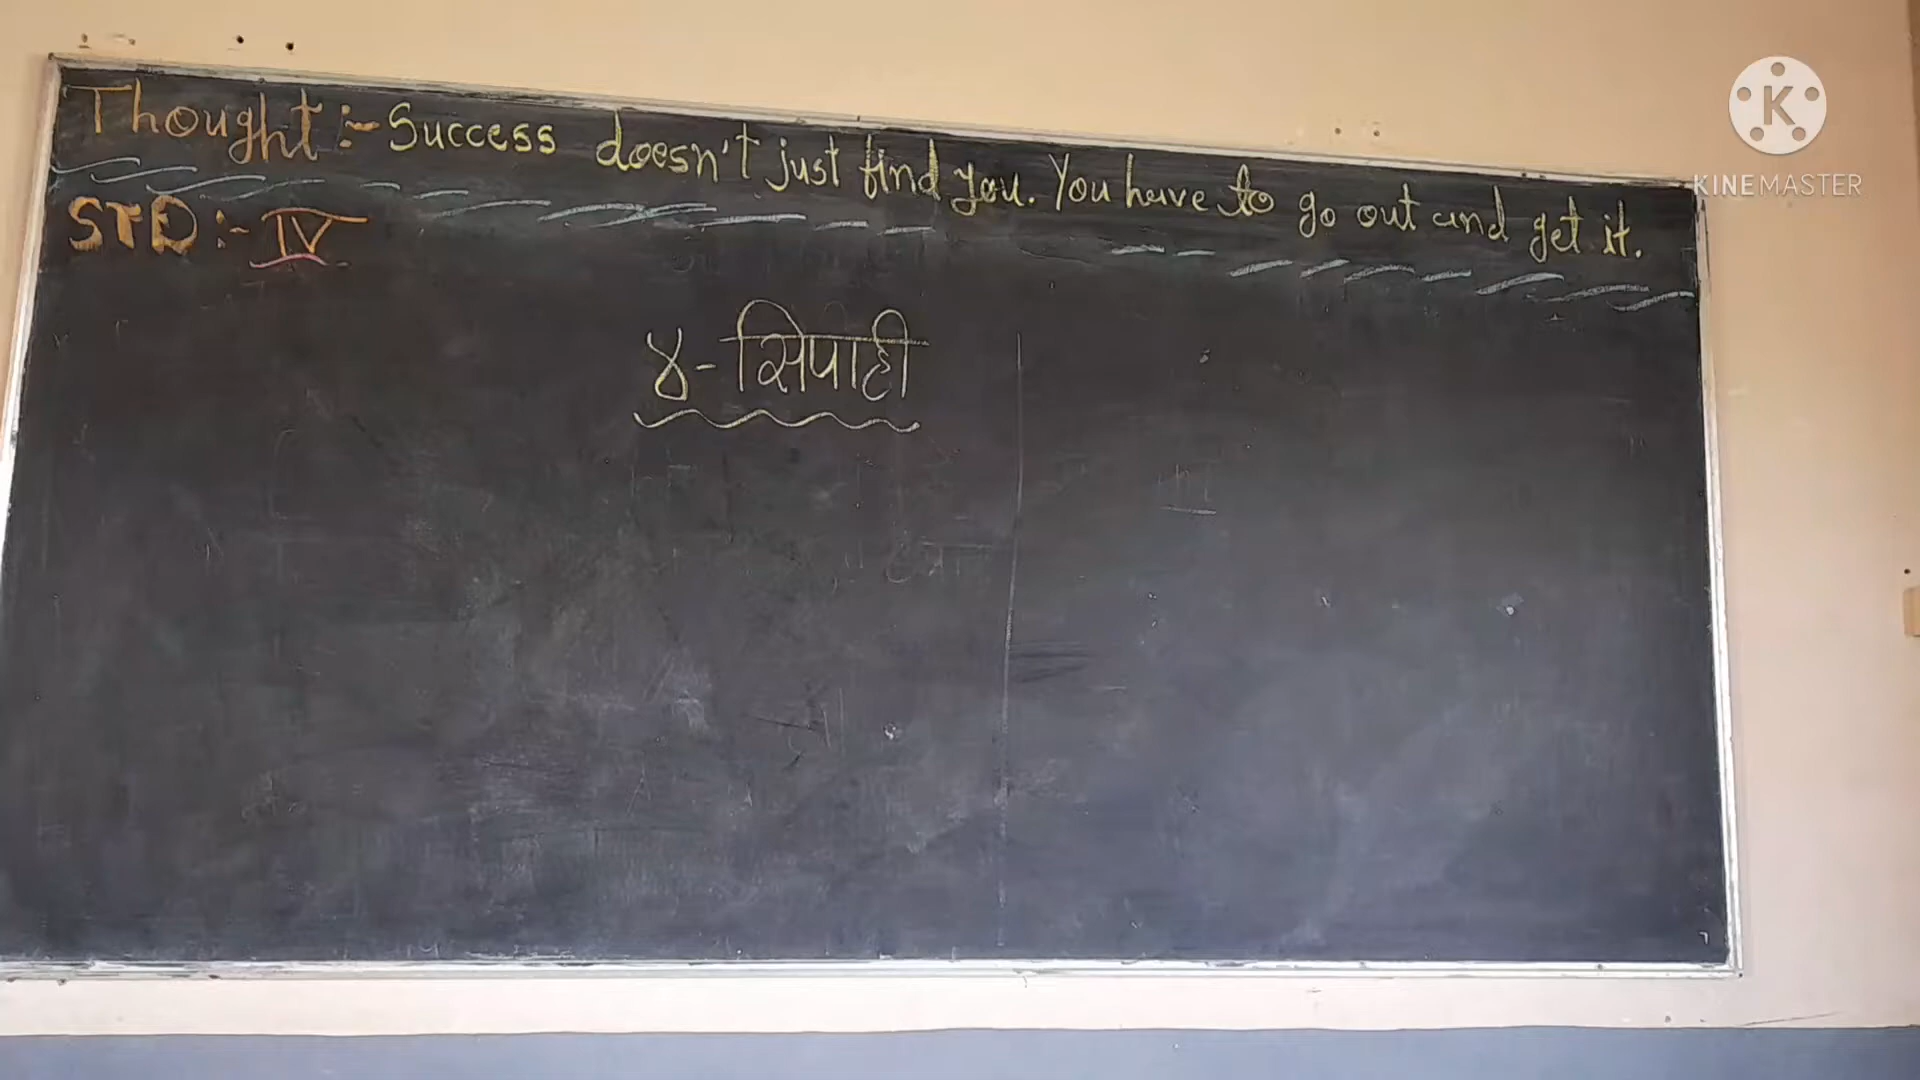 Thought :- Success doesn't just find you. You have to go out and get it.
STD :- IV
४- सिपाही
K
KINEMASTER